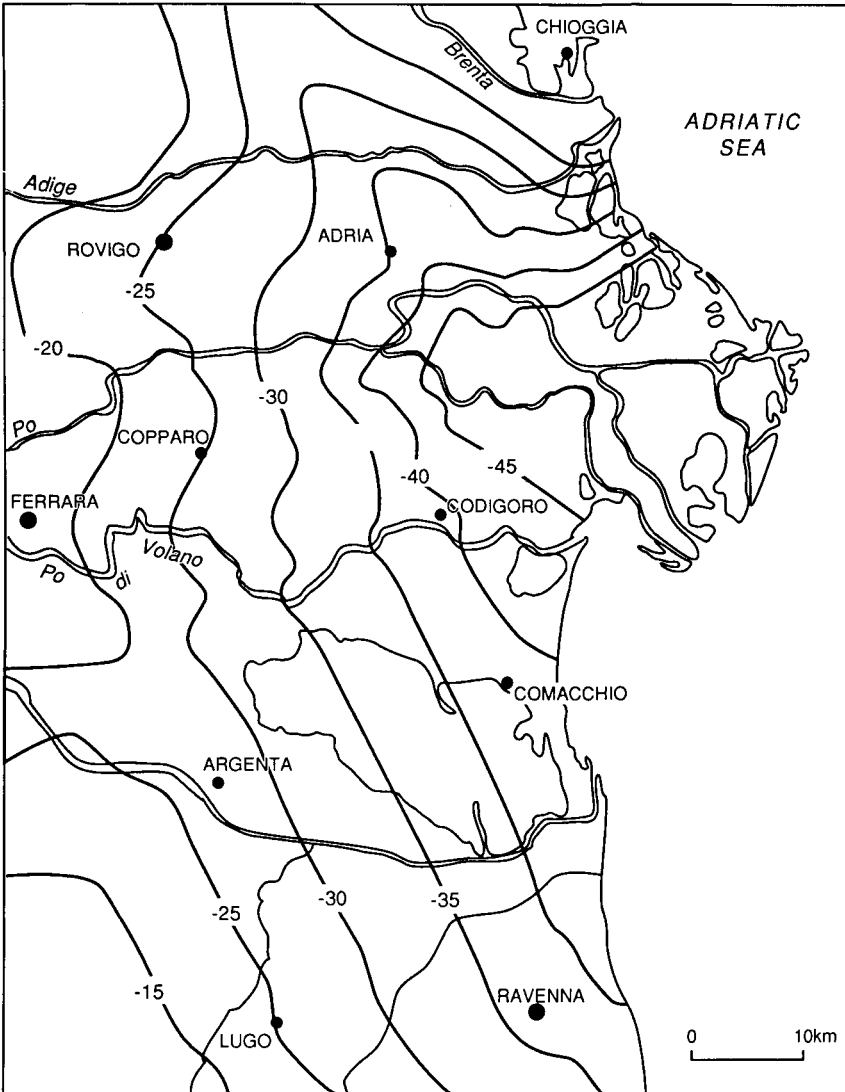 CHIOGGIA
Brenta
ADRIATIC
SEA
Adige
ROVIGO
ADRIA
-25
-20
-30
Po
COPPARO
-40
-45
FERRARA
CODIGORO
Po
di
Volano
COMACCHIO
ARGENTA
-25
-30
-35
-15
RAVENNA
LUGO
0
10km